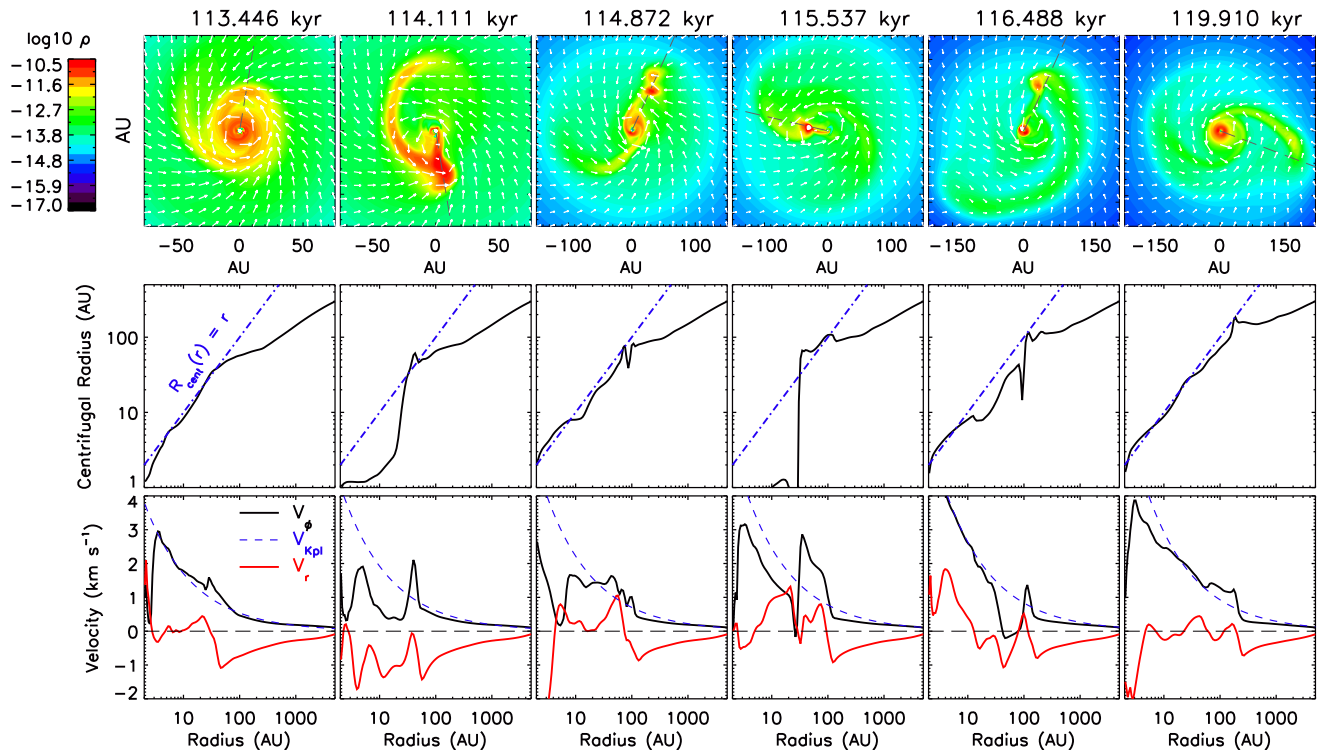 113.446 kyr 114.111 kyr 114.872 kyr 115.537 kyr 116.488 kyr 119.910 kyr
log10 ρ
−10.5
−11.6
−12.7
−13.8
−14.8
−15.9
−17.0
AU
−50 0 50 −50 0 50 −100 0 100 −100 0 100 −150 0 150 −150 0 150
AU AU AU AU AU AU
Centrifugal Radius (AU)
100
10
1
R_cent(r) = r
Velocity (km s⁻¹)
4
3
2
1
0
−1
−2
V_ϕ
V_Kpl
V_r
10 100 1000 10 100 1000 10 100 1000 10 100 1000 10 100 1000 10 100 1000
Radius (AU) Radius (AU) Radius (AU) Radius (AU) Radius (AU) Radius (AU)